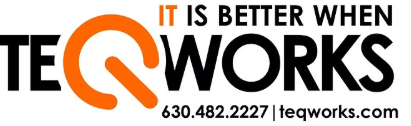 IT IS BETTER WHEN
TEQWORKS
630.482.2227|teqworks.com